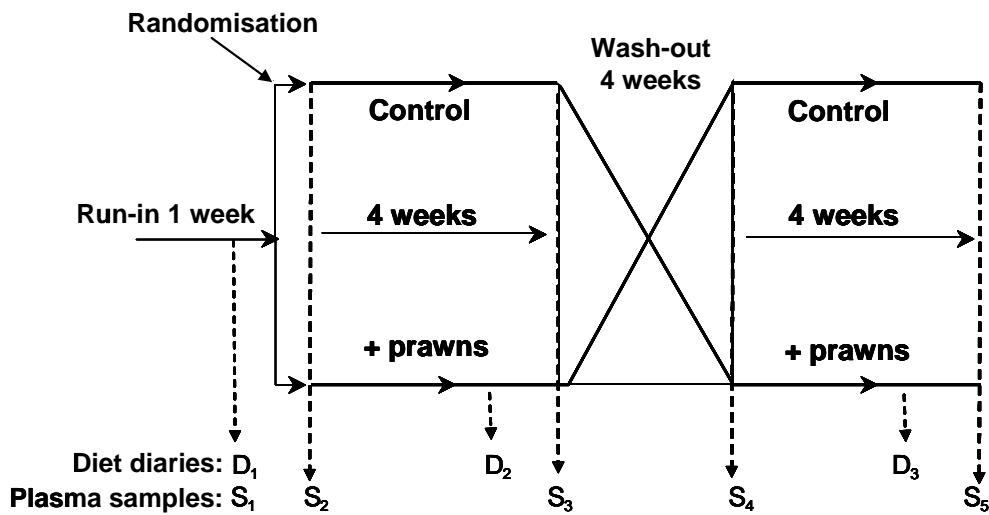 Randomisation
Wash-out
4 weeks
Control
Control
Run-in 1 week
4 weeks
4 weeks
+ prawns
+ prawns
Diet diaries: D₁ D₂ D₃
Plasma samples: S₁ S₂ S₃ S₄ S₅